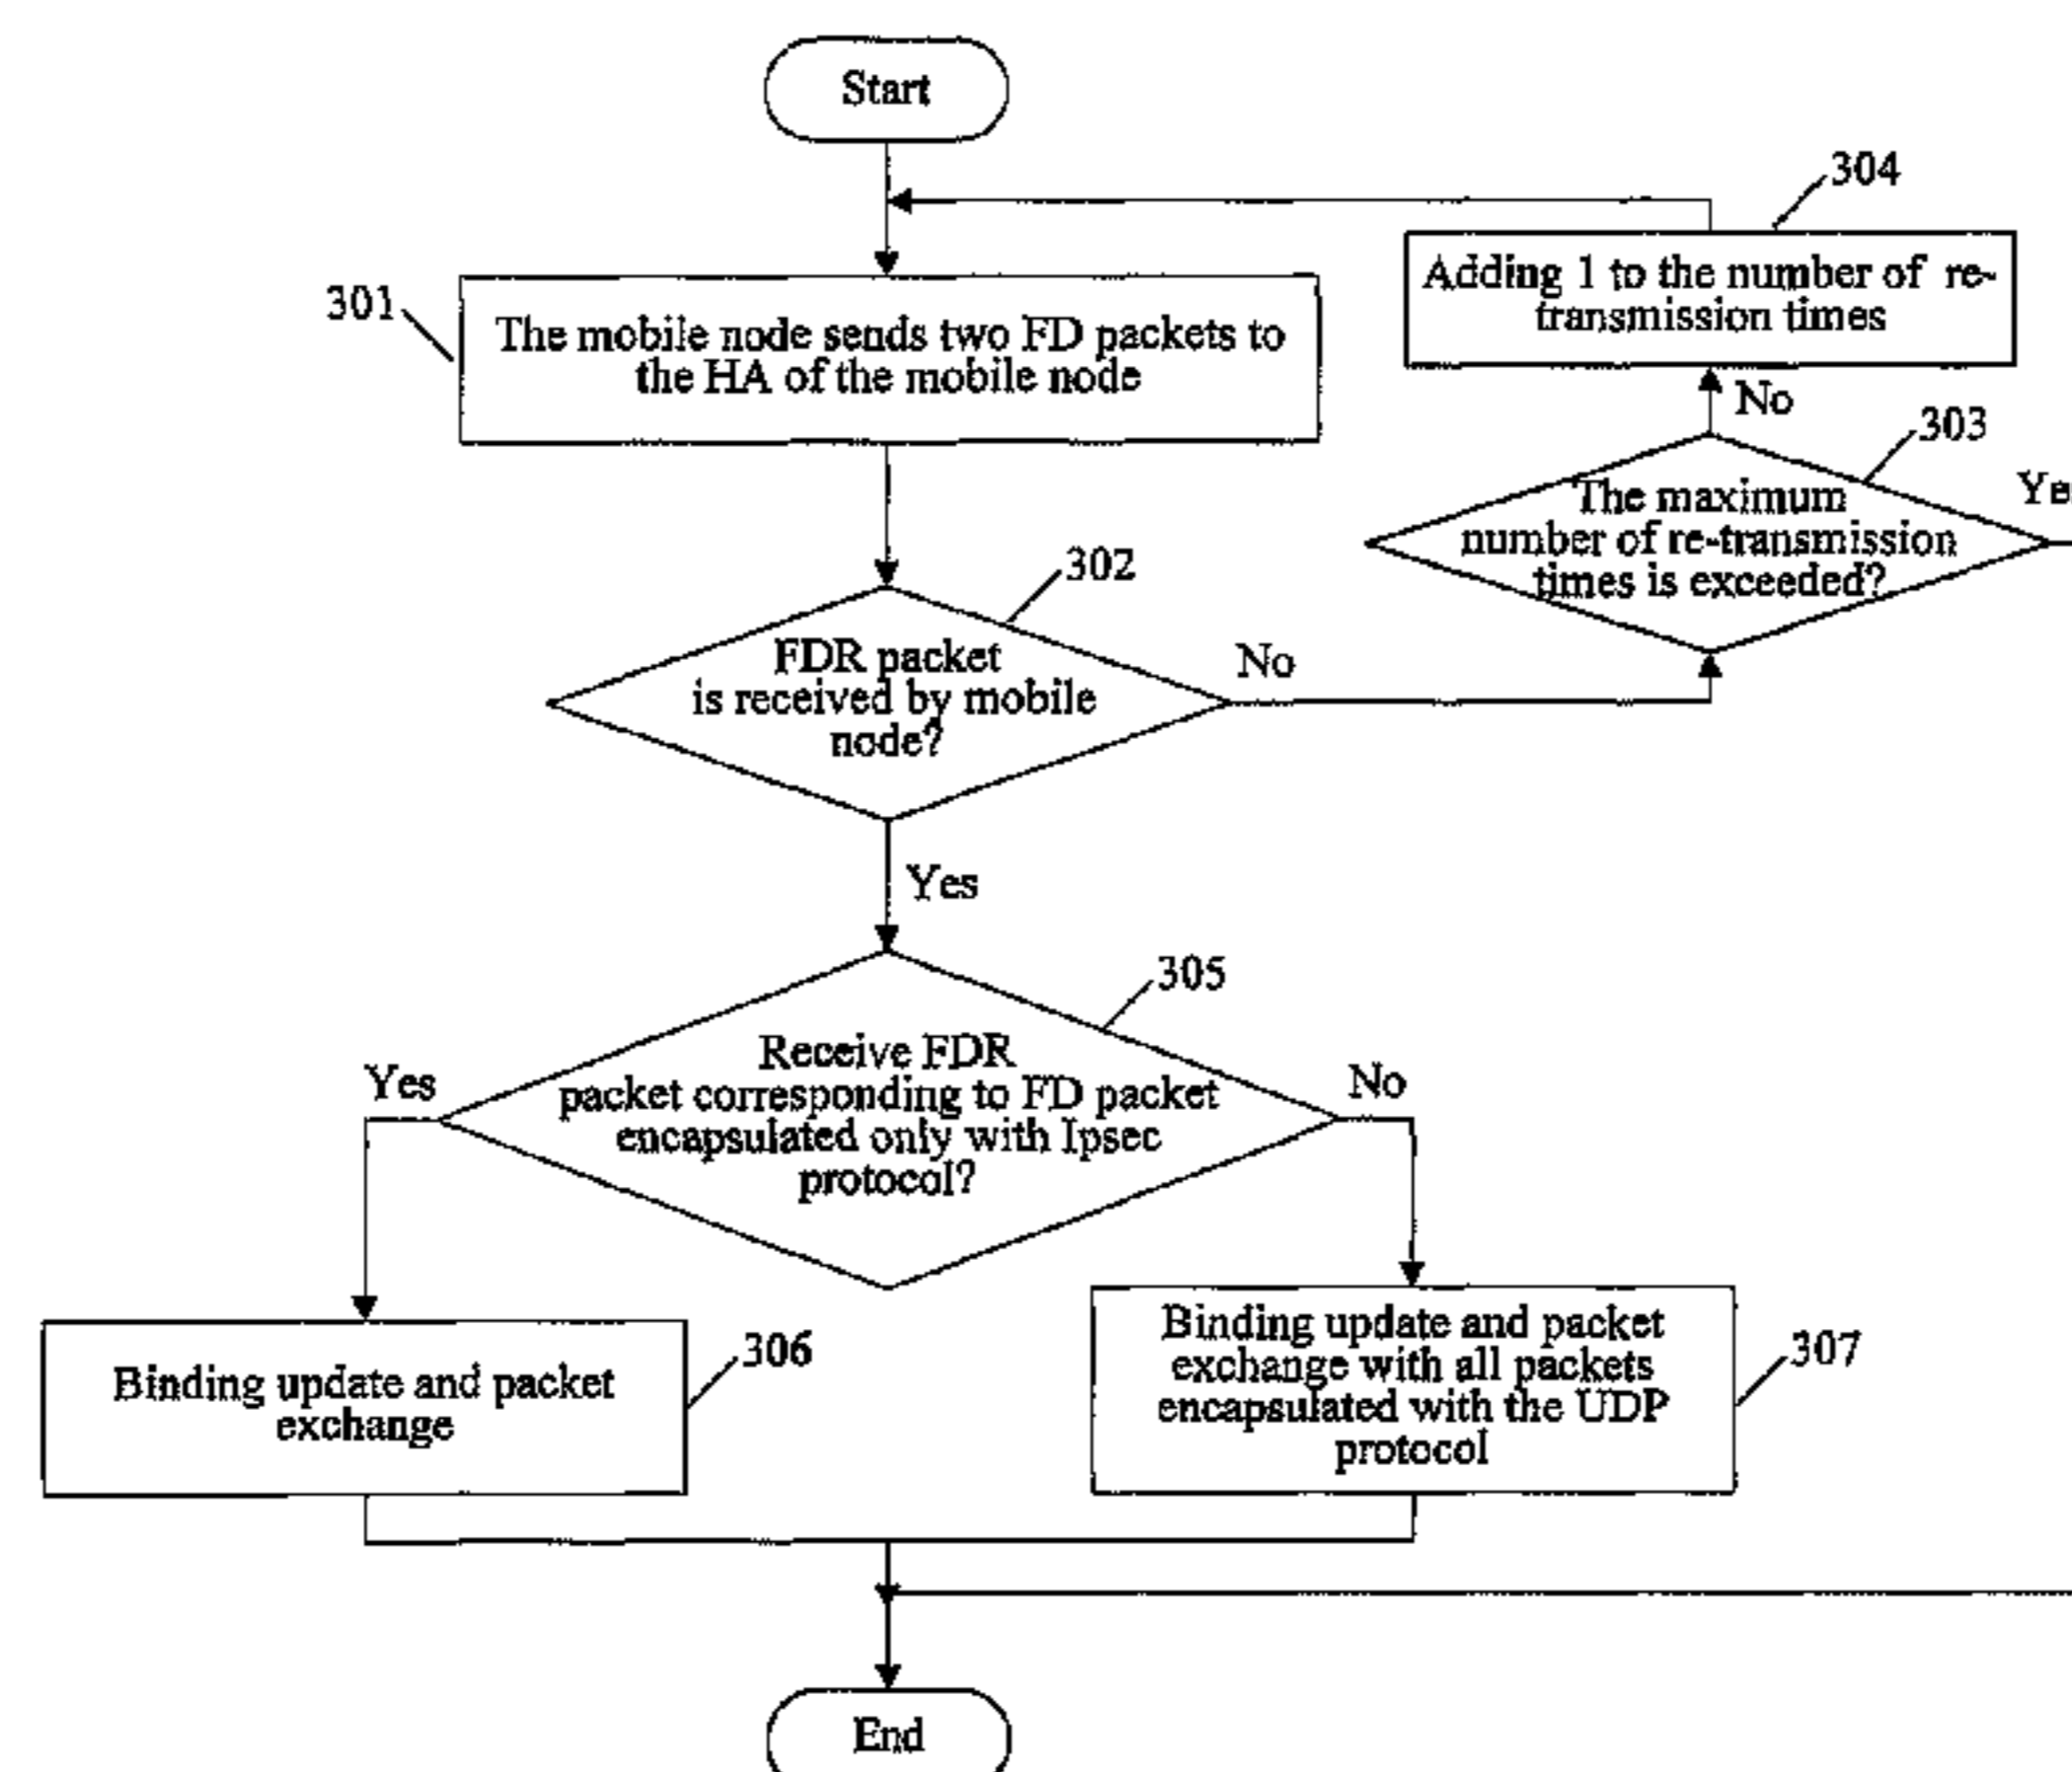 Start
304
Adding 1 to the number of re-
transmission times
301
The mobile node sends two FD packets to
the HA of the mobile node
No
303
The maximum
number of re-transmission
times is exceeded?
Ye
302
FDR packet
is received by mobile
node?
No
Yes
305
Receive FDR
packet corresponding to FD packet
encapsulated only with Ipsec
protocol?
Yes
No
Binding update and packet
exchange
306
Binding update and packet
exchange with all packets
encapsulated with the UDP
protocol
307
End